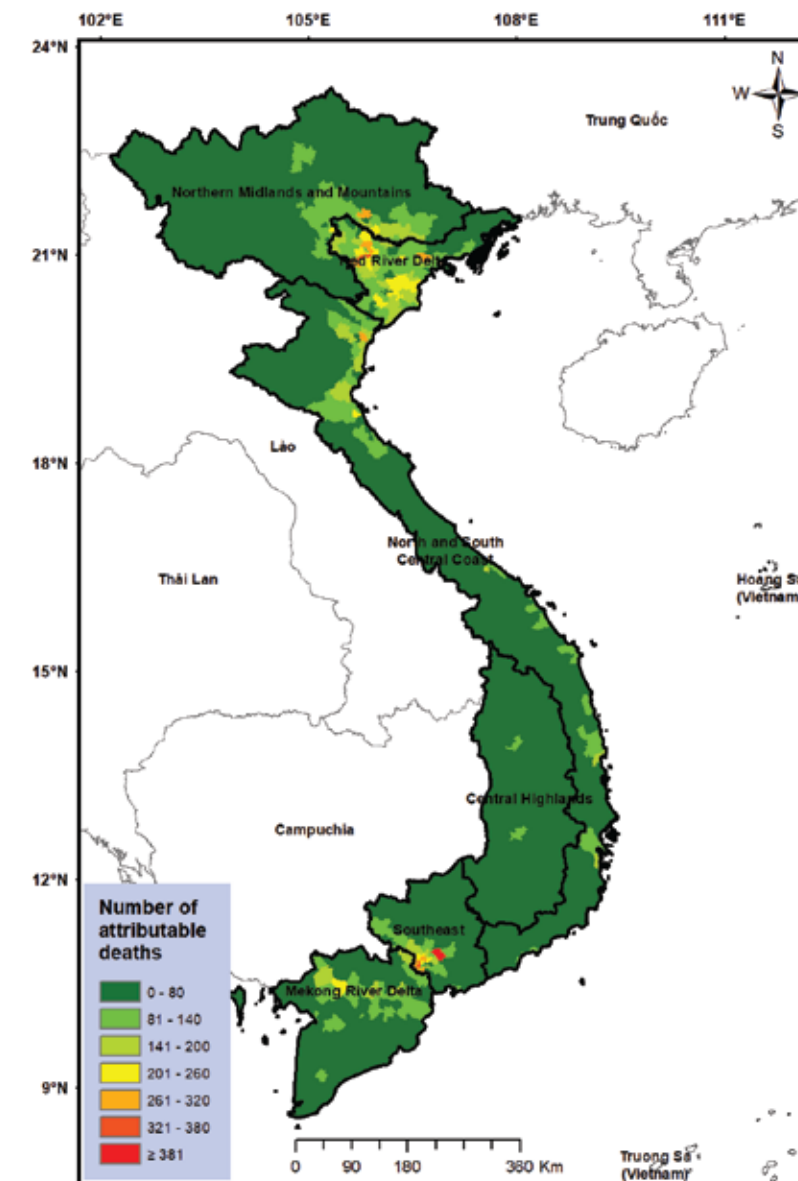 102°E 105°E 108°E 111°E
24°N
N
W
S
Trung Quốc
Northern Midlands and Mountains
21°N
Red River Delta
18°N
Lào
North and South
Central Coast
Thái Lan
(Vietnam
15°N
Central Highlands
Campuchia
12°N
Number of
attributable
deaths
0 - 80
81 - 140
141 - 200
201 - 260
261 - 320
321 - 380
≥ 381
Southeast
Mekong River Delta
9°N
0 90 180 360 Km
Truong Sa
(Vietnam)